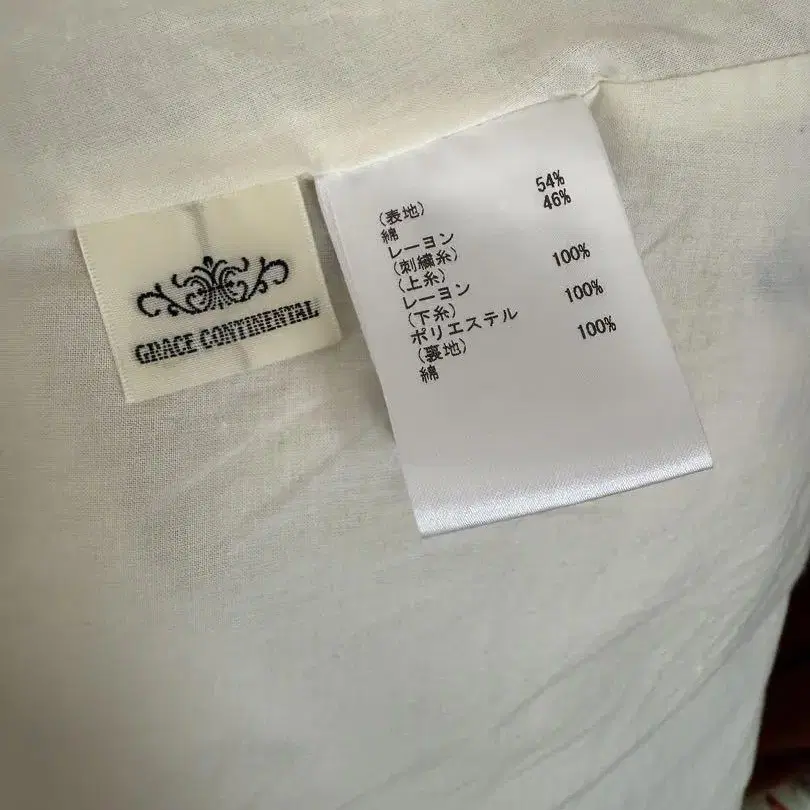 GRACE CONTINENTAL
(表地)
綿 54%
レーヨン 46%
(刺繍糸)
(上糸)
レーヨン 100%
(下糸)
ポリエステル 100%
(裏地)
綿 100%